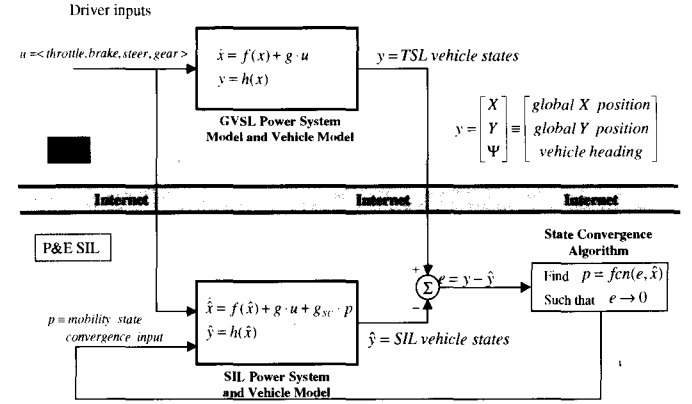 Driver inputs
u =< throttle, brake, steer, gear >
ẋ = f(x) + g · u
y = h(x)
y = TSL vehicle states
GVSL Power System
Model and Vehicle Model
y = [X Y Ψ] ≡ [global X position global Y position vehicle heading]
Internet Internet Internet
P&E SIL
State Convergence
Algorithm
Find p = fcn(e, x̂)
Such that e → 0
+
Σ
−
e = y − ŷ
p = mobility state
convergence input
x̂̇ = f(x̂) + g · u + g_SC · p
ŷ = h(x̂)
ŷ = SIL vehicle states
SIL Power System
and Vehicle Model